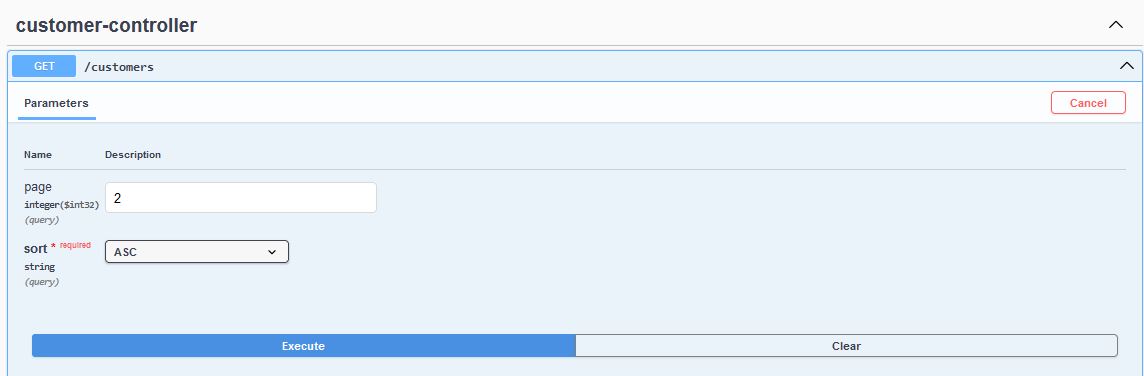 customer-controller
GET /customers
Parameters Cancel
Name Description
page
integer($int32) 2
(query)
sort * required
string ASC
(query)
Execute Clear